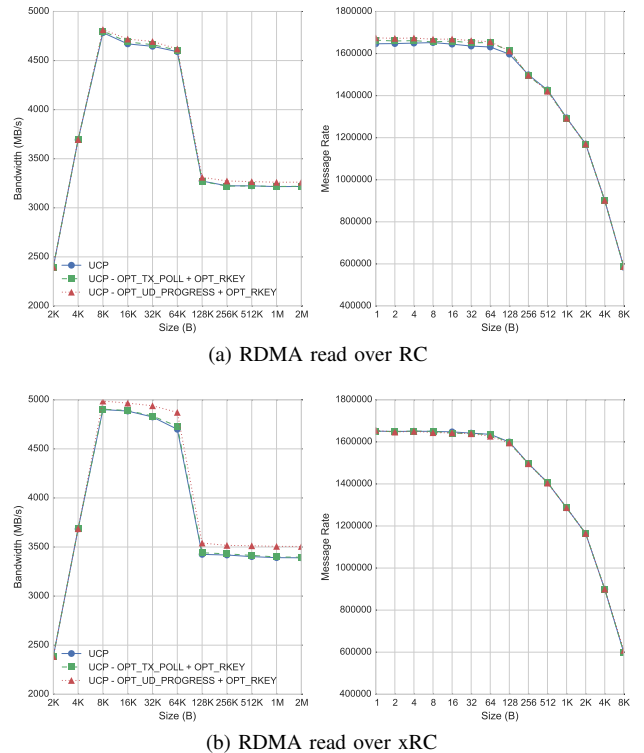 5000
4500
4000
3500
3000
2500
2000
Bandwidth (MB/s)
UCP
UCP - OPT_TX_POLL + OPT_RKEY
UCP - OPT_UD_PROGRESS + OPT_RKEY
2K 4K 8K 16K 32K 64K 128K 256K 512K 1M 2M
Size (B)
1800000
1600000
1400000
1200000
1000000
800000
600000
400000
Message Rate
1 2 4 8 16 32 64 128 256 512 1K 2K 4K 8K
Size (B)
(a) RDMA read over RC
5000
4500
4000
3500
3000
2500
2000
Bandwidth (MB/s)
UCP
UCP - OPT_TX_POLL + OPT_RKEY
UCP - OPT_UD_PROGRESS + OPT_RKEY
2K 4K 8K 16K 32K 64K 128K 256K 512K 1M 2M
Size (B)
1800000
1600000
1400000
1200000
1000000
800000
600000
400000
Message Rate
1 2 4 8 16 32 64 128 256 512 1K 2K 4K 8K
Size (B)
(b) RDMA read over xRC